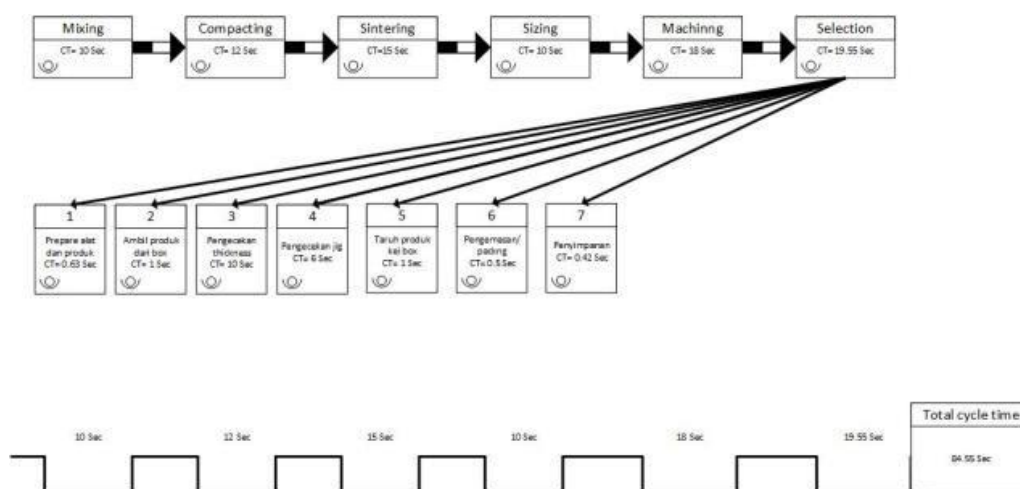 Mixing
CT= 10 Sec
Compacting
CT= 12 Sec
Sintering
CT=15 Sec
Sizing
CT= 10 Sec
Machinng
CT= 18 Sec
Selection
CT= 19.55 Sec
1
Prepare alat
dan produk
CT= 0.63 Sec
2
Ambil produk
dari box
CT= 1 Sec
3
Pengecekan
thickness
CT= 10 Sec
4
Pengecekan jig
CT= 6 Sec
5
Taruh produk
kei box
CT= 1 Sec
6
Pengemasan/
packing
CT= 0.5 Sec
7
Penyimpanan
CT= 0.42 Sec
10 Sec
12 Sec
15 Sec
10 Sec
18 Sec
19.55 Sec
Total cycle time
84.55 Sec